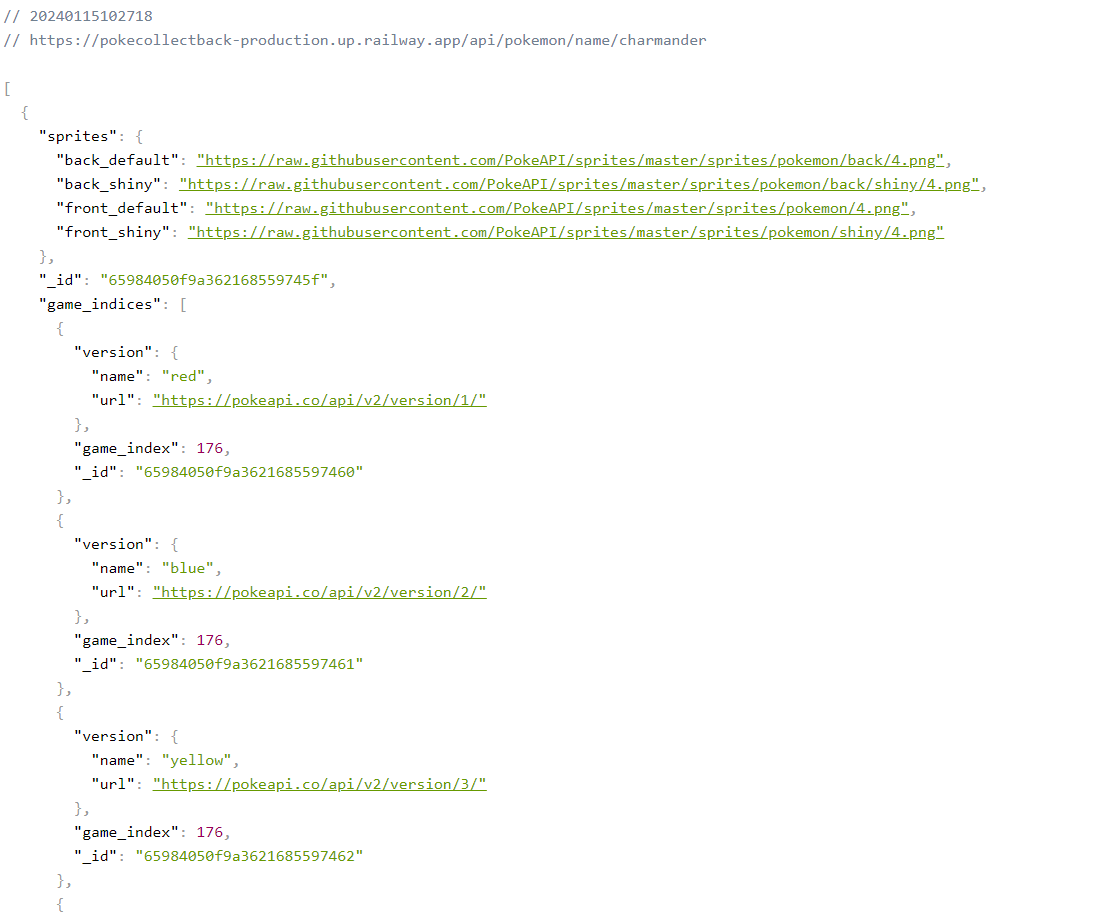 // 20240115102718
// https://pokecollectback-production.up.railway.app/api/pokemon/name/charmander
[
{
"sprites": {
"back_default": "https://raw.githubusercontent.com/PokeAPI/sprites/master/sprites/pokemon/back/4.png",
"back_shiny": "https://raw.githubusercontent.com/PokeAPI/sprites/master/sprites/pokemon/back/shiny/4.png",
"front_default": "https://raw.githubusercontent.com/PokeAPI/sprites/master/sprites/pokemon/4.png",
"front_shiny": "https://raw.githubusercontent.com/PokeAPI/sprites/master/sprites/pokemon/shiny/4.png"
},
"_id": "65984050f9a362168559745f",
"game_indices": [
{
"version": {
"name": "red",
"url": "https://pokeapi.co/api/v2/version/1/"
},
"game_index": 176,
"_id": "65984050f9a3621685597460"
},
{
"version": {
"name": "blue",
"url": "https://pokeapi.co/api/v2/version/2/"
},
"game_index": 176,
"_id": "65984050f9a3621685597461"
},
{
"version": {
"name": "yellow",
"url": "https://pokeapi.co/api/v2/version/3/"
},
"game_index": 176,
"_id": "65984050f9a3621685597462"
},
{